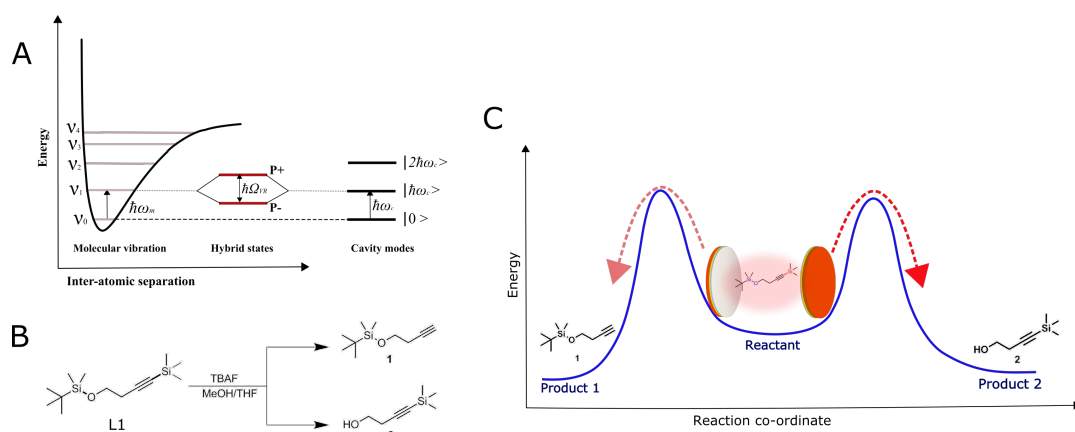 A
Energy
ν4
ν3
ν2
ν1
ν0
ħωm
P+
ħΩVR
P-
|2ħωc>
|ħωc>
ħωc
|0>
Molecular vibration
Hybrid states
Cavity modes
Inter-atomic separation
B
Si
O
Si
L1
TBAF
MeOH/THF
Si
O
1
HO
Si
C
Energy
Si
O
1
Product 1
Si
O
Si
Reactant
Si
HO
2
Product 2
Reaction co-ordinate